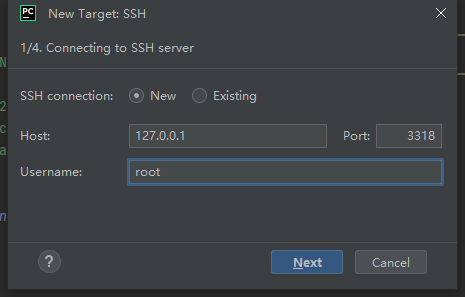 PC New Target: SSH
1/4. Connecting to SSH server
SSH connection: New Existing
Host: 127.0.0.1 Port: 3318
Username: root
? Next Cancel